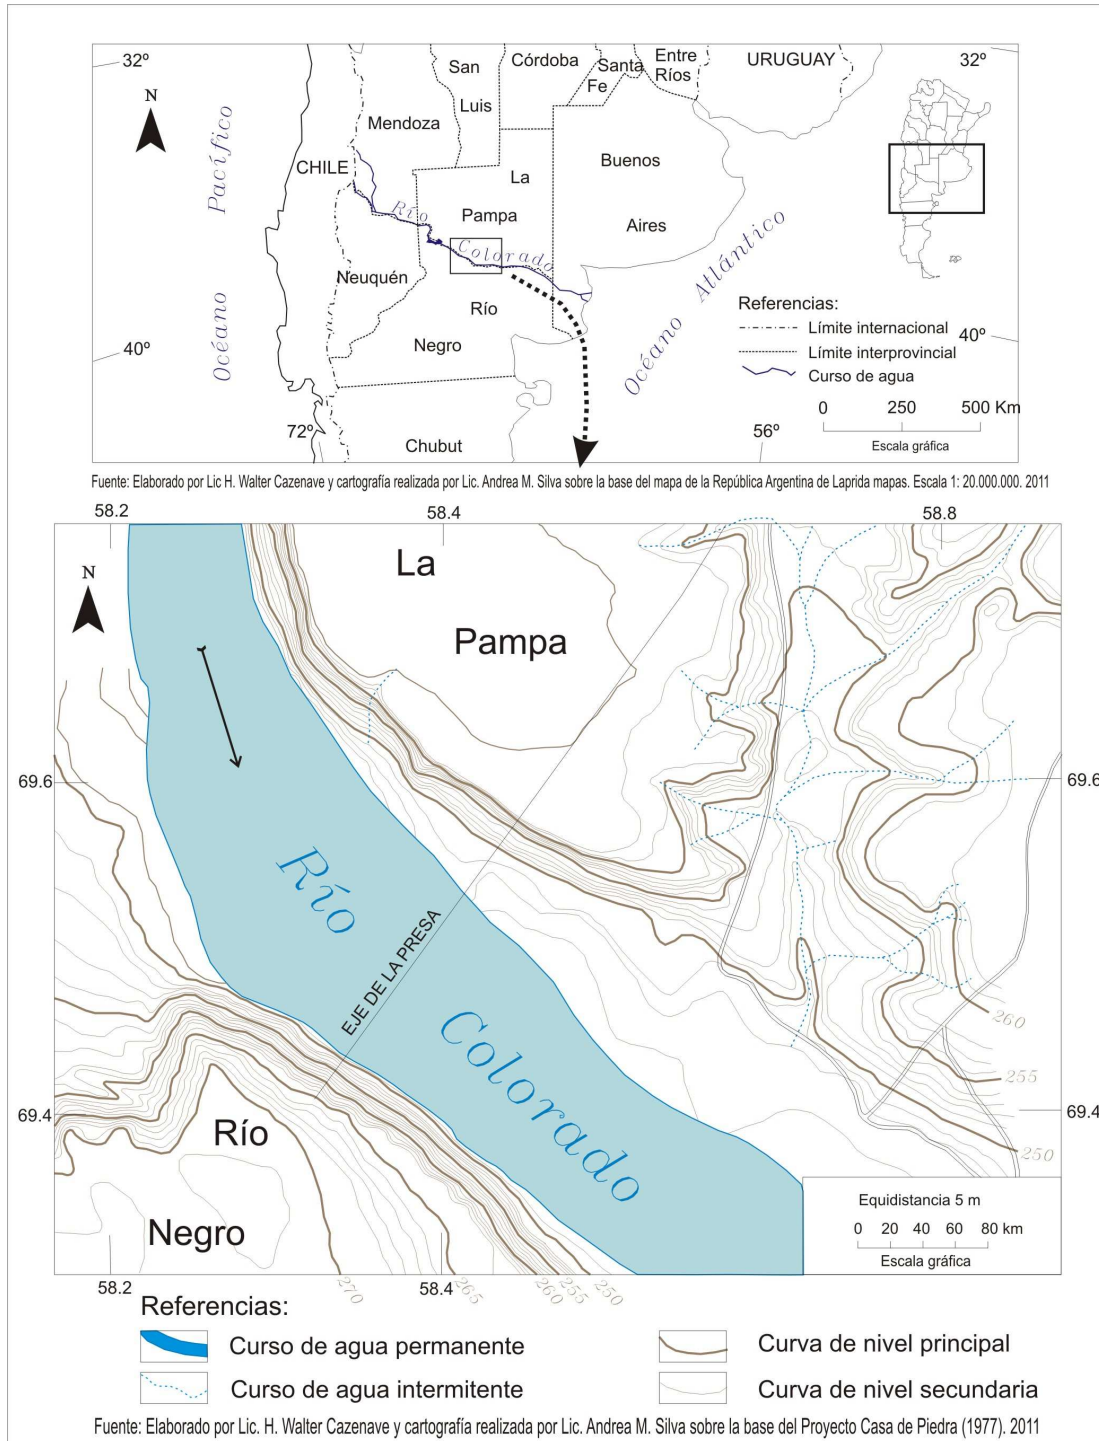 32º
32º
N
Océano Pacífico
CHILE
Mendoza
San
Luis
Córdoba
Santa
Fe
Entre
Ríos
URUGUAY
La
Pampa
Buenos
Aires
Río Colorado
Neuquén
Río
Negro
Chubut
Océano Atlántico
Referencias:
Límite internacional
Límite interprovincial
Curso de agua
40º
40º
0 250 500 Km
Escala gráfica
72º
56º
Fuente: Elaborado por Lic H. Walter Cazenave y cartografía realizada por Lic. Andrea M. Silva sobre la base del mapa de la República Argentina de Laprida mapas. Escala 1: 20.000.000. 2011
58.2 58.4 58.8
N
La
Pampa
69.6
69.6
Río Colorado
EJE DE LA PRESA
260
255
250
69.4
69.4
Río
Negro
Equidistancia 5 m
0 20 40 60 80 km
Escala gráfica
58.2
270
58.4
265
260
255
250
Referencias:
Curso de agua permanente
Curva de nivel principal
Curso de agua intermitente
Curva de nivel secundaria
Fuente: Elaborado por Lic. H. Walter Cazenave y cartografía realizada por Lic. Andrea M. Silva sobre la base del Proyecto Casa de Piedra (1977). 2011